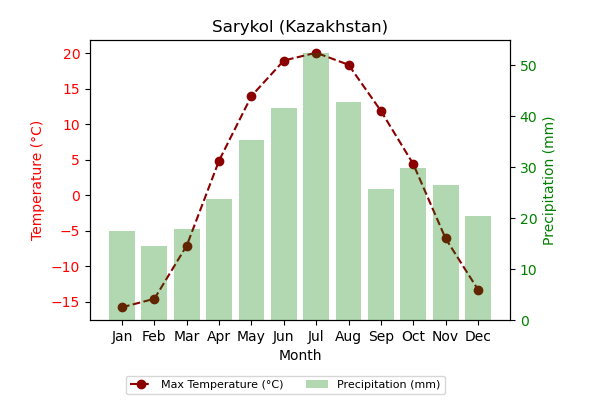 Sarykol (Kazakhstan)
20
15
10
5
0
−5
−10
−15
Temperature (°C)
50
40
30
20
10
0
Precipitation (mm)
Jan Feb Mar Apr May Jun Jul Aug Sep Oct Nov Dec
Month
Max Temperature (°C) Precipitation (mm)